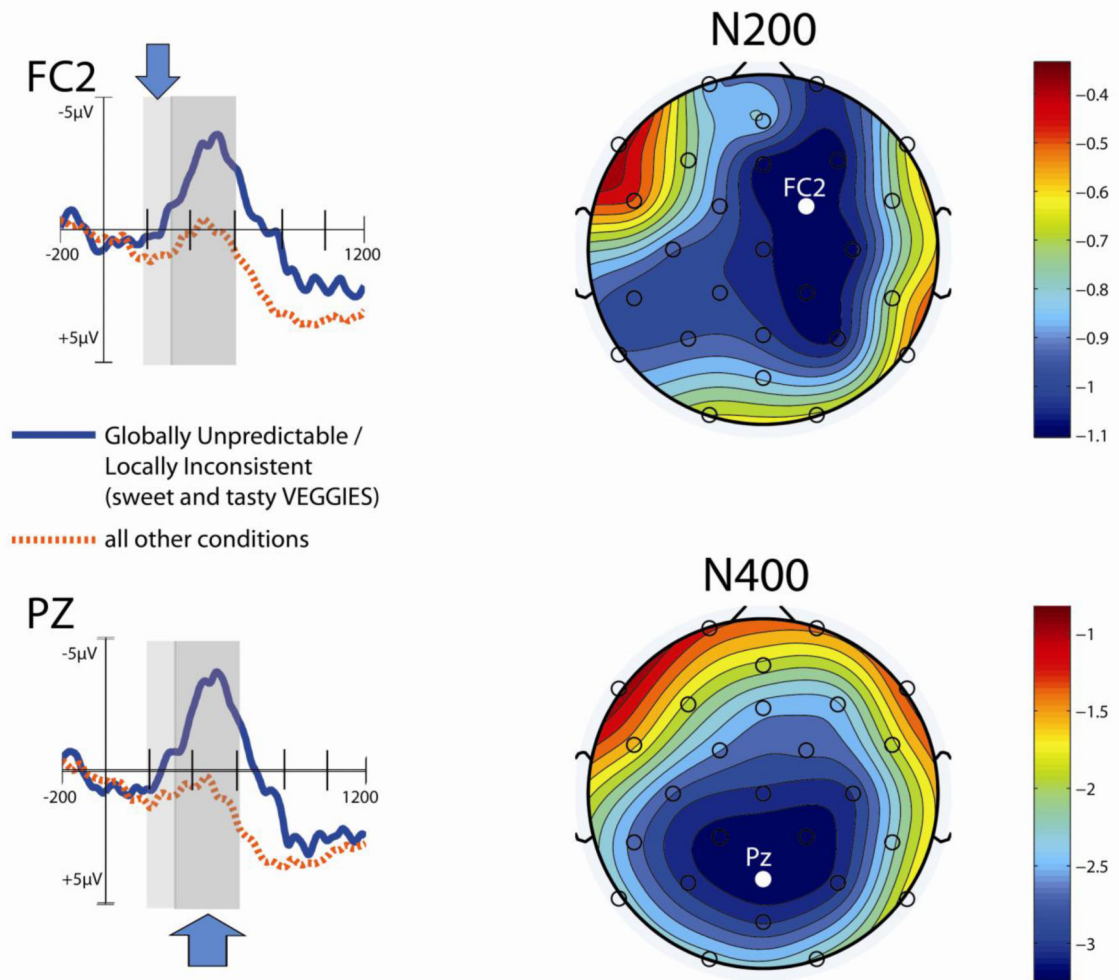 FC2
-5μV
-200
1200
+5μV
Globally Unpredictable /
Locally Inconsistent
(sweet and tasty VEGGIES)
all other conditions
PZ
-5μV
-200
1200
+5μV
N200
FC2
−0.4
−0.5
−0.6
−0.7
−0.8
−0.9
−1
−1.1
N400
Pz
−1
−1.5
−2
−2.5
−3